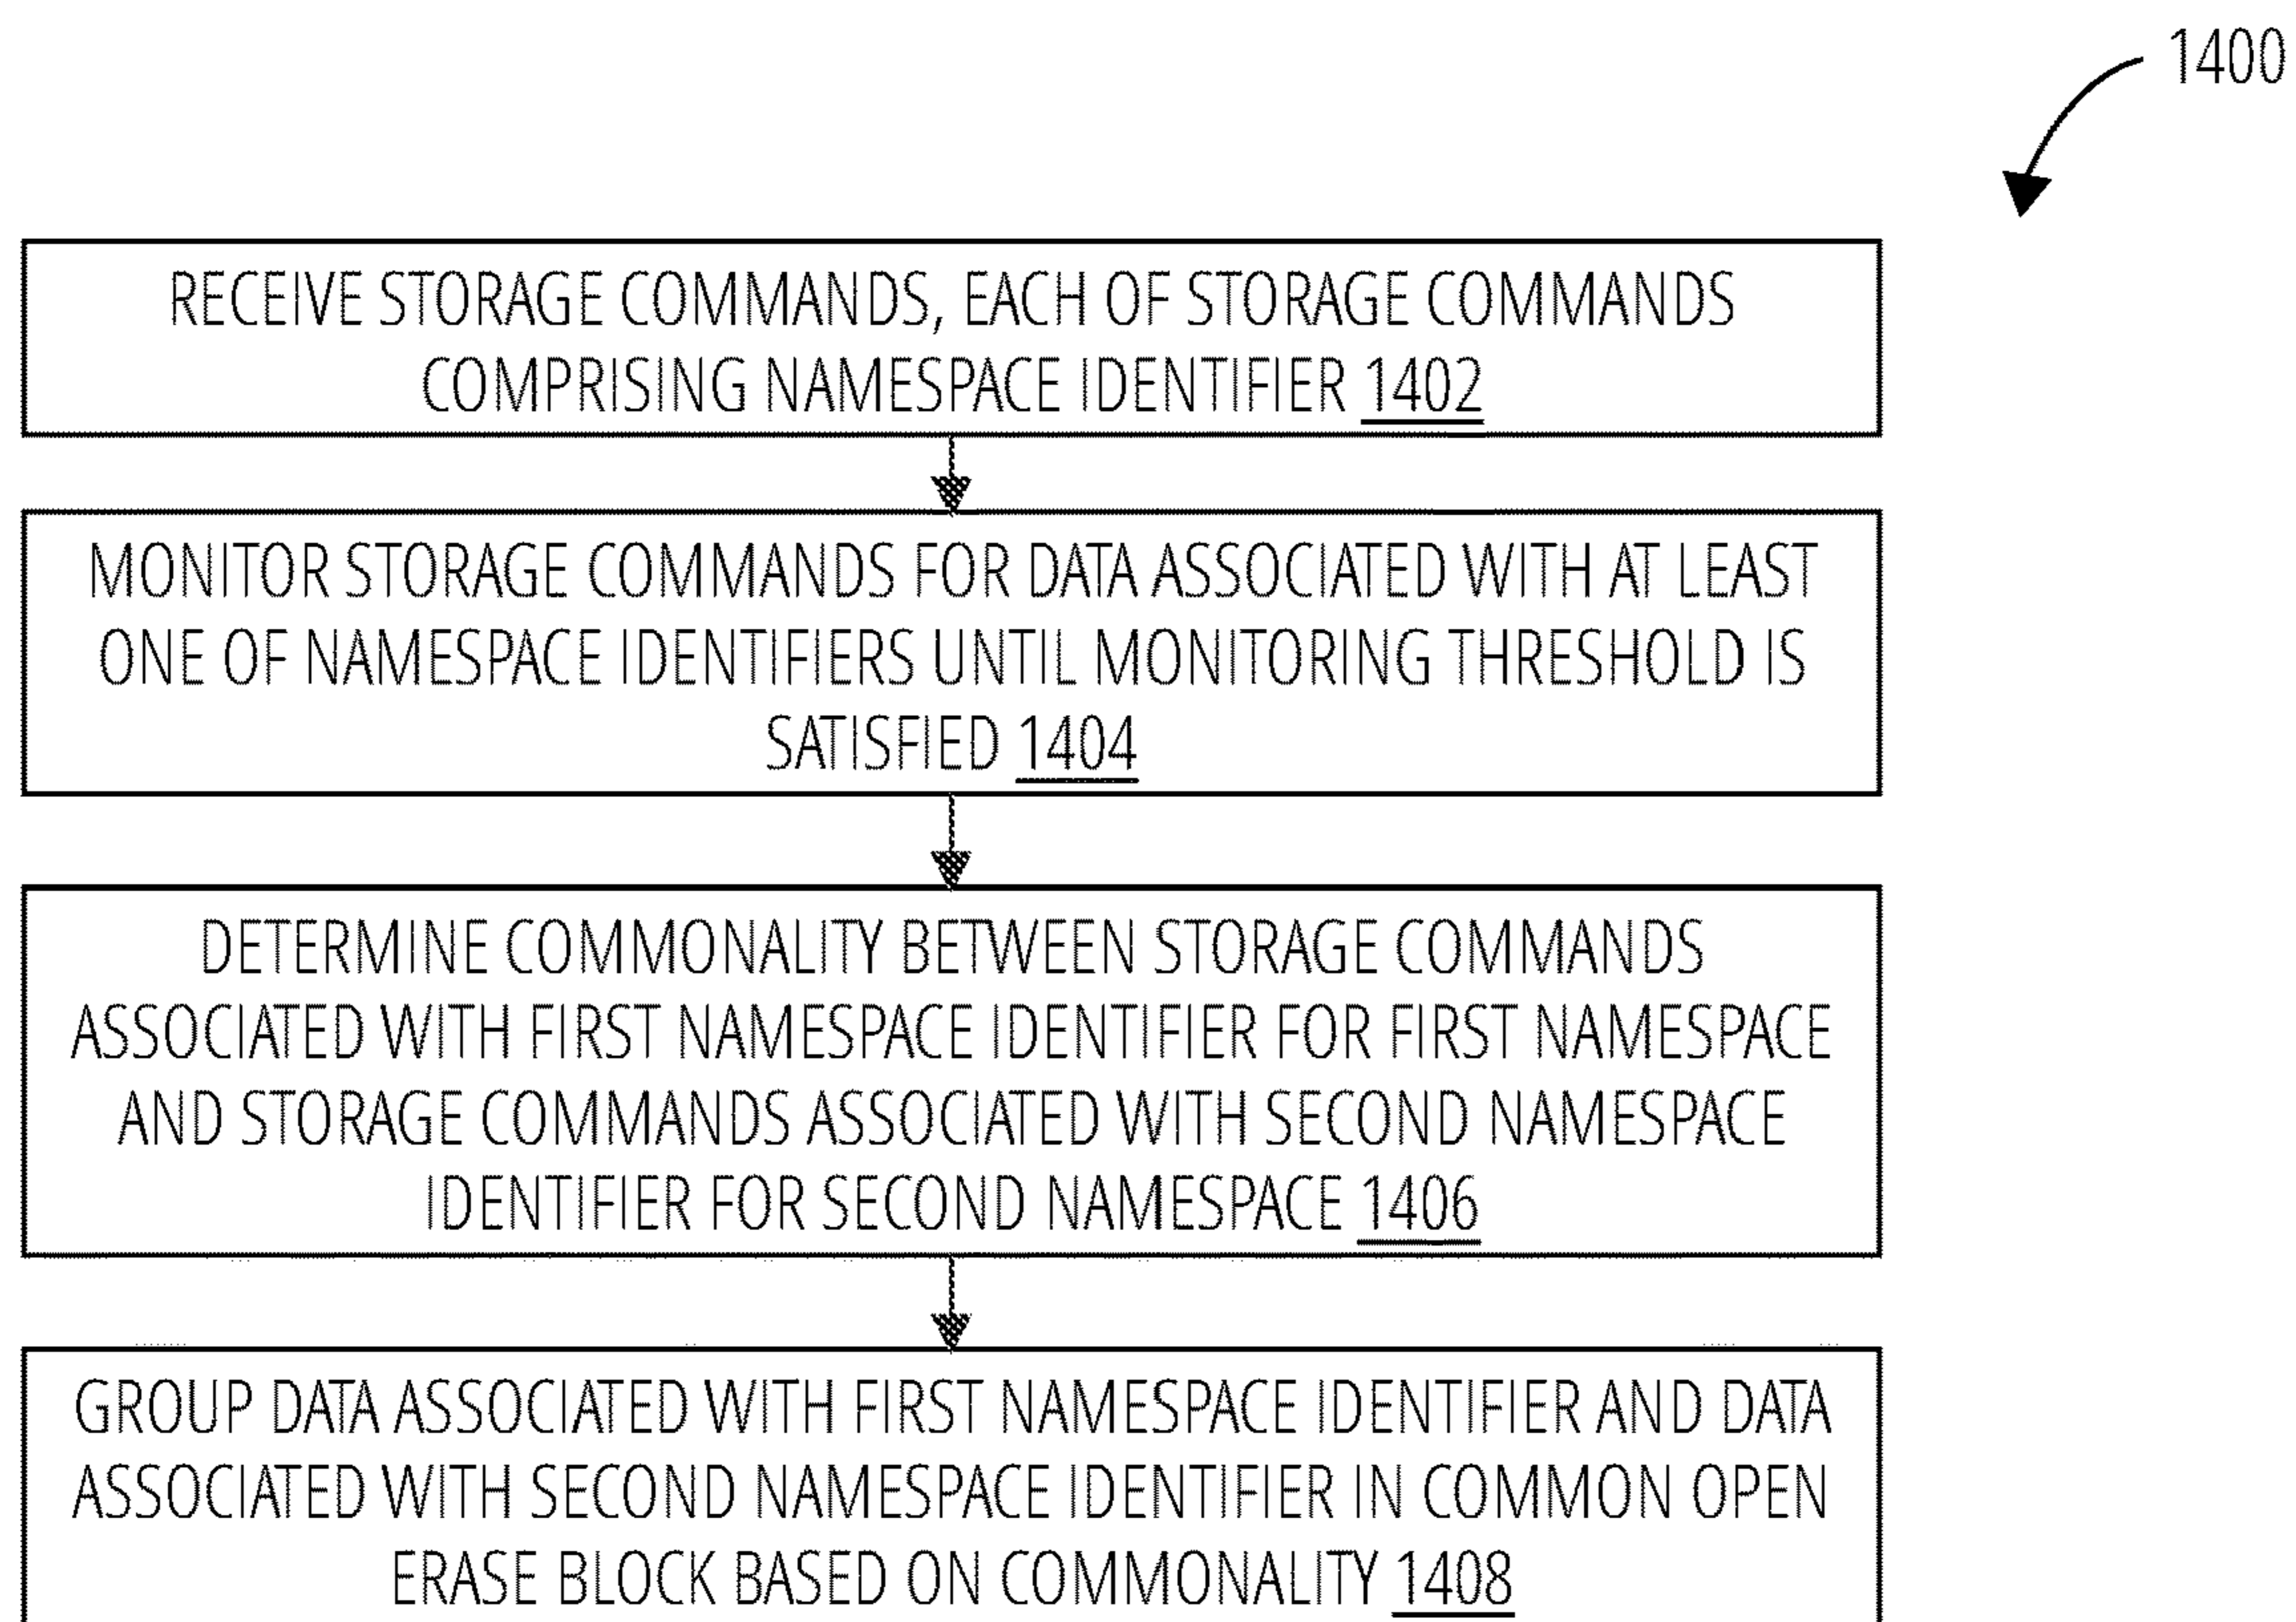 1400
RECEIVE STORAGE COMMANDS, EACH OF STORAGE COMMANDS
COMPRISING NAMESPACE IDENTIFIER 1402
MONITOR STORAGE COMMANDS FOR DATA ASSOCIATED WITH AT LEAST
ONE OF NAMESPACE IDENTIFIERS UNTIL MONITORING THRESHOLD IS
SATISFIED 1404
DETERMINE COMMONALITY BETWEEN STORAGE COMMANDS
ASSOCIATED WITH FIRST NAMESPACE IDENTIFIER FOR FIRST NAMESPACE
AND STORAGE COMMANDS ASSOCIATED WITH SECOND NAMESPACE
IDENTIFIER FOR SECOND NAMESPACE 1406
GROUP DATA ASSOCIATED WITH FIRST NAMESPACE IDENTIFIER AND DATA
ASSOCIATED WITH SECOND NAMESPACE IDENTIFIER IN COMMON OPEN
ERASE BLOCK BASED ON COMMONALITY 1408